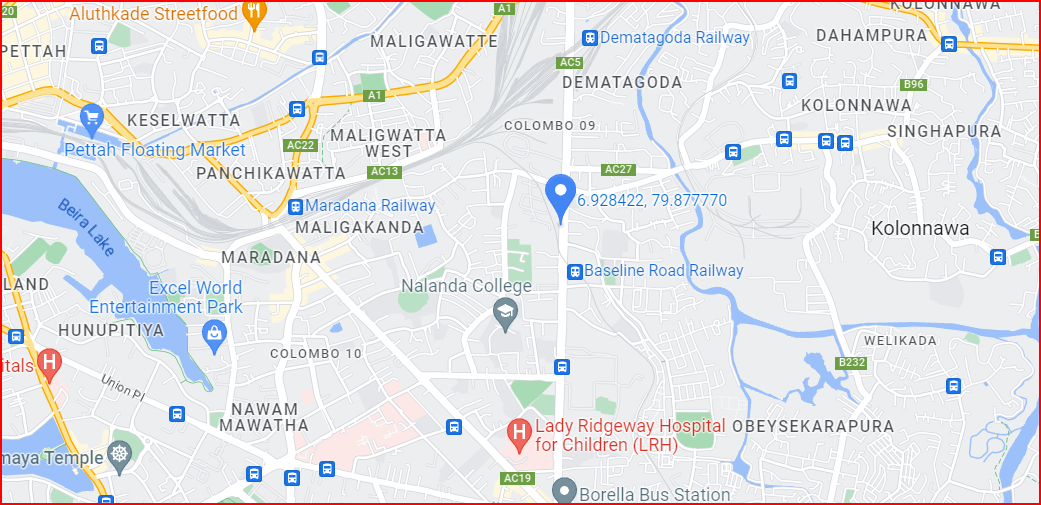 20
Aluthkade Streetfood
A1
KOLONNAWA
PETTAH
MALIGAWATTE
Dematagoda Railway
DAHAMPURA
AC5
DEMATAGODA
B96
A1
KOLONNAWA
KESELWATTA
COLOMBO 09
SINGHAPURA
MALIGWATTA
WEST
Pettah Floating Market
AC22
PANCHIKAWATTA
AC13
AC27
6.928422, 79.877770
Maradana Railway
Beira Lake
MALIGAKANDA
Kolonnawa
MARADANA
Baseline Road Railway
LAND
Excel World
Entertainment Park
Nalanda College
HUNUPITIYA
WELIKADA
COLOMBO 10
B232
itals
H
Union Pl
NAWAM
MAWATHA
H
Lady Ridgeway Hospital
for Children (LRH)
OBEYSEKARAPURA
maya Temple
AC19
Borella Bus Station